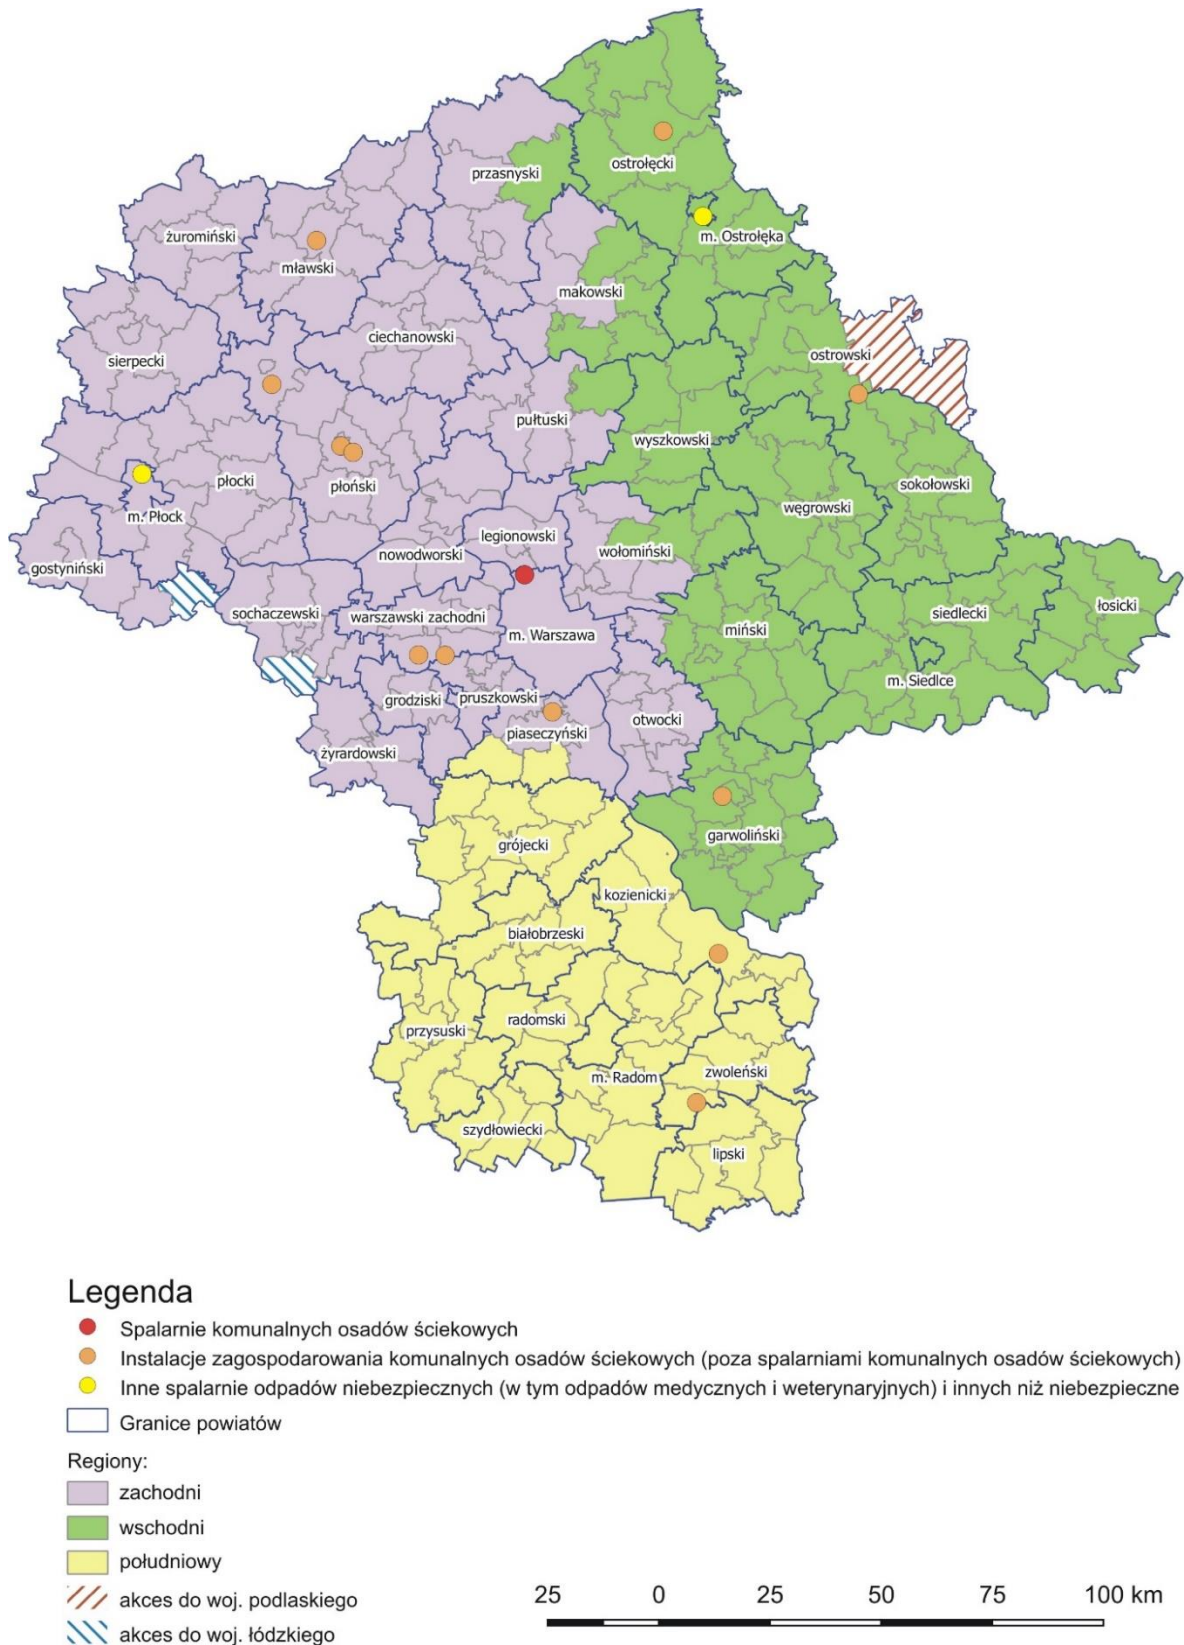 ostrołęcki
przasnyski
żuromiński
m. Ostrołęka
mławski
makowski
ciechanowski
ostrowski
sierpecki
pułtuski
wyszkowski
sokołowski
płocki
płoński
węgrowski
m. Płock
legionowski
nowodworski
wołomiński
gostyniński
sochaczewski
warszawski zachodni
łosicki
siedlecki
miński
m. Warszawa
m. Siedlce
grodziski
pruszkowski
otwocki
piaseczyński
żyrardowski
garwoliński
grójecki
kozienicki
białobrzeski
radomski
przysuski
zwoleński
m. Radom
szydłowiecki
lipski
Legenda
Spalarnie komunalnych osadów ściekowych
Instalacje zagospodarowania komunalnych osadów ściekowych (poza spalarniami komunalnych osadów ściekowych)
Inne spalarnie odpadów niebezpiecznych (w tym odpadów medycznych i weterynaryjnych) i innych niż niebezpieczne
Granice powiatów
Regiony:
zachodni
wschodni
południowy
akces do woj. podlaskiego
akces do woj. łódzkiego
25 0 25 50 75 100 km